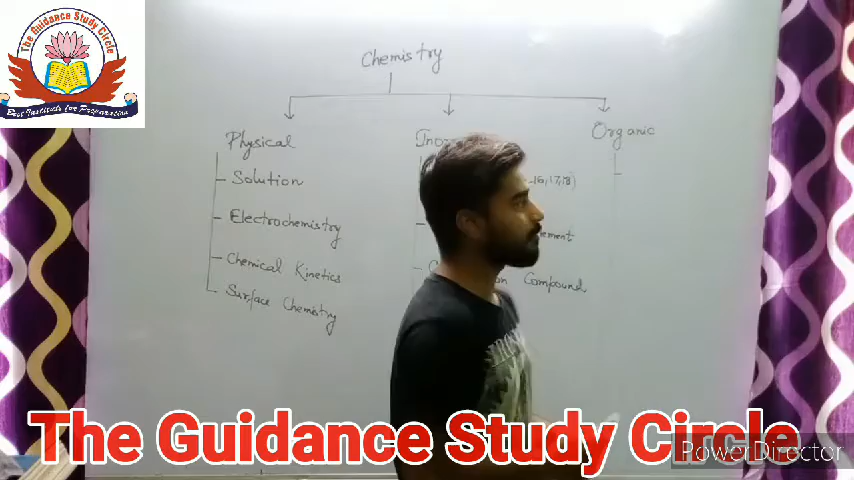 The Guidance Study Circle
Best Institute for Preparation
Chemistry
Physical
Organic
Solution
16,17,18)
Electrochemistry
Chemical Kinetics
Compound
Surface Chemistry
The Guidance Study Circle
PowerDirector